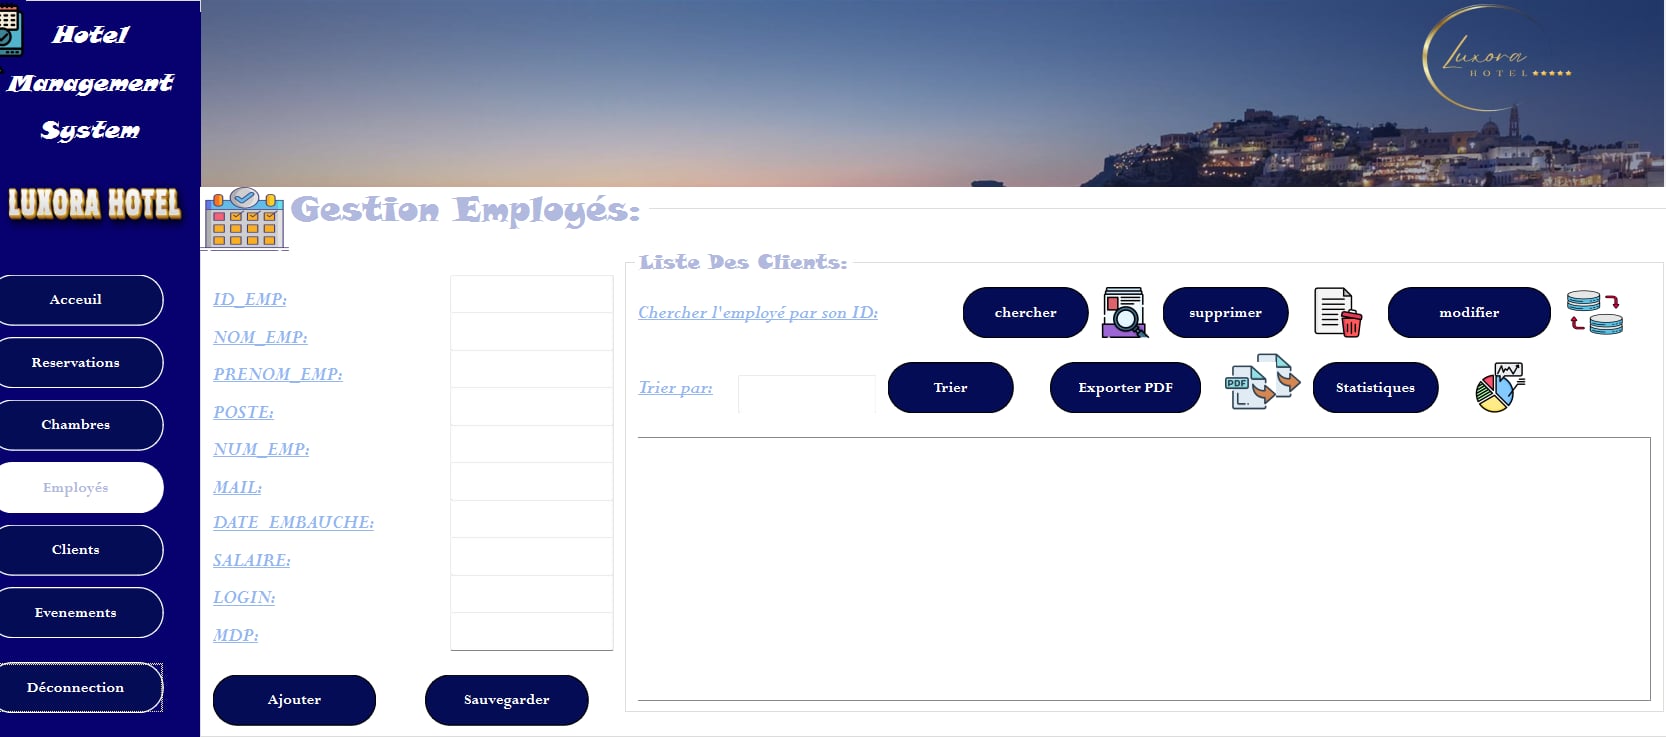 Hotel
Management
System
LUXORA HOTEL
Acceuil
Reservations
Chambres
Employés
Clients
Evenements
Déconnection
Luxora
HOTEL
Gestion Employés:
ID_EMP:
NOM_EMP:
PRENOM_EMP:
POSTE:
NUM_EMP:
MAIL:
DATE_EMBAUCHE:
SALAIRE:
LOGIN:
MDP:
Ajouter
Sauvegarder
Liste Des Clients:
Chercher l'employé par son ID:
chercher
supprimer
modifier
Trier par:
Trier
Exporter PDF
PDF
Statistiques